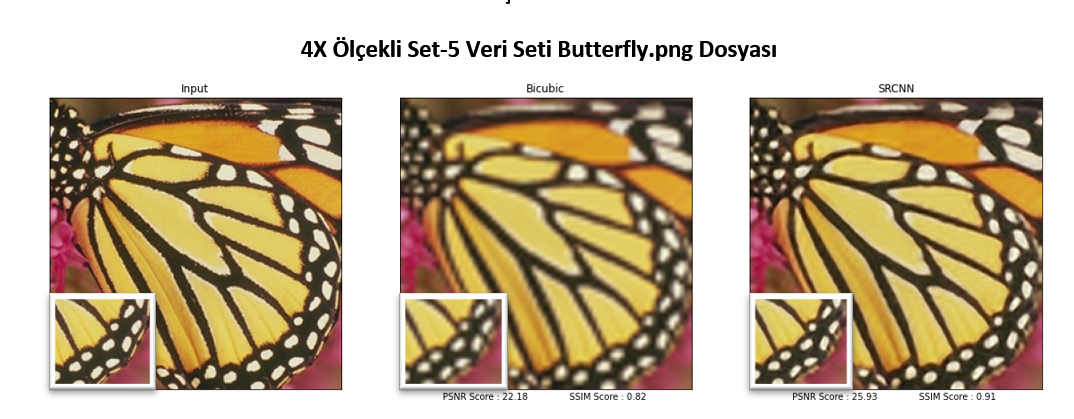 4X Ölçekli Set-5 Veri Seti Butterfly.png Dosyası
Input
Bicubic
SRCNN
PSNR Score : 22.18
SSIM Score : 0.82
PSNR Score : 25.93
SSIM Score : 0.91